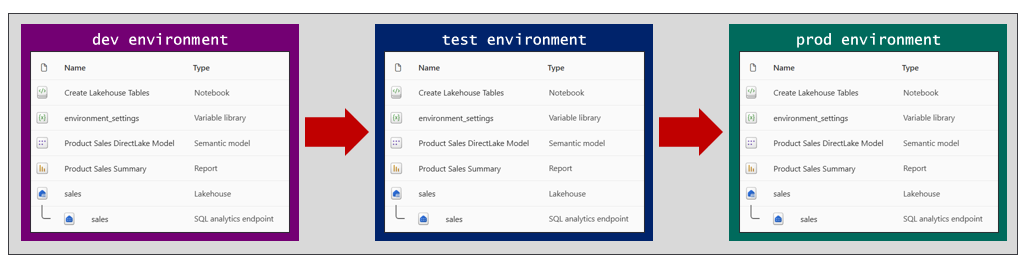 dev environment
Name Type
Create Lakehouse Tables Notebook
environment_settings Variable library
Product Sales DirectLake Model Semantic model
Product Sales Summary Report
sales Lakehouse
sales SQL analytics endpoint
test environment
Name Type
Create Lakehouse Tables Notebook
environment_settings Variable library
Product Sales DirectLake Model Semantic model
Product Sales Summary Report
sales Lakehouse
sales SQL analytics endpoint
prod environment
Name Type
Create Lakehouse Tables Notebook
environment_settings Variable library
Product Sales DirectLake Model Semantic model
Product Sales Summary Report
sales Lakehouse
sales SQL analytics endpoint